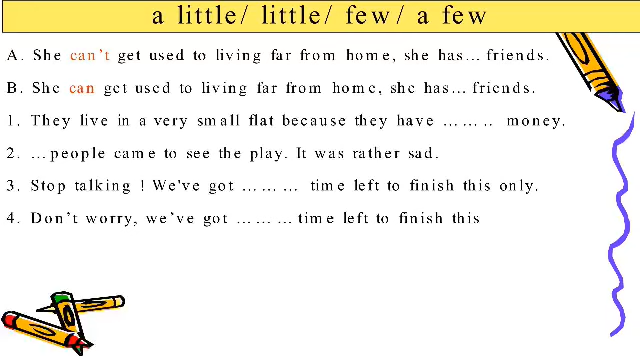 a little/ little/ few/ a few
A. She can't get used to living far from home, she has… friends.
B. She can get used to living far from home, she has… friends.
1. They live in a very small flat because they have …….. money.
2. …people came to see the play. It was rather sad.
3. Stop talking ! We've got ……… time left to finish this only.
4. Don't worry, we've got ………time left to finish this